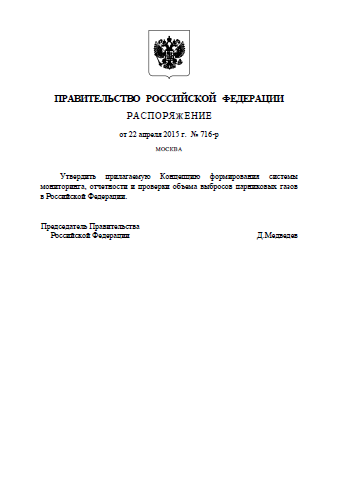 ПРАВИТЕЛЬСТВО РОССИЙСКОЙ ФЕДЕРАЦИИ
РАСПОРЯЖЕНИЕ
от 22 апреля 2015 г. № 716-р
МОСКВА
Утвердить прилагаемую Концепцию формирования системы
мониторинга, отчетности и проверки объема выбросов парниковых газов
в Российской Федерации.
Председатель Правительства
Российской Федерации Д.Медведев